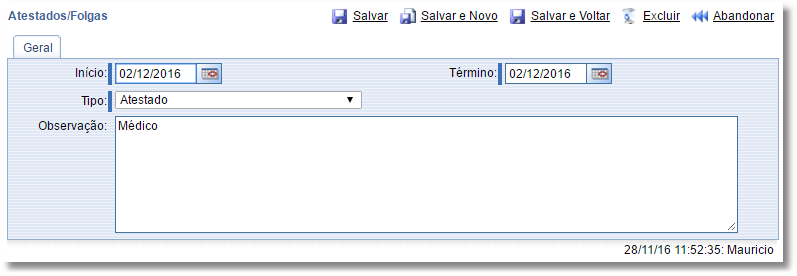 Atestados/Folgas Salvar Salvar e Novo Salvar e Voltar Excluir Abandonar
Geral
Início: 02/12/2016 Término: 02/12/2016
Tipo: Atestado
Observação: Médico
28/11/16 11:52:35: Mauricio